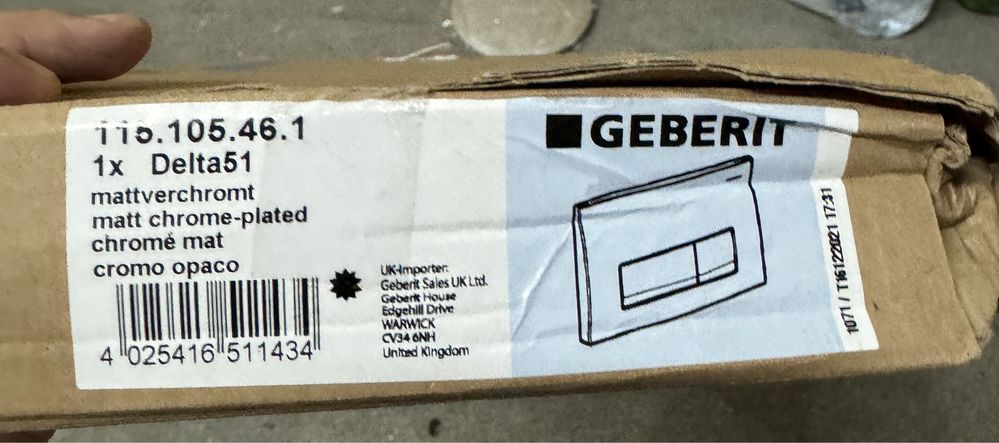 115.105.46.1
1x Delta51
mattverchromt
matt chrome-plated
chromé mat
cromo opaco
4 025416 511434
UK-Importer:
Geberit Sales UK Ltd.
Geberit House
Edgehill Drive
WARWICK
CV34 6NH
United Kingdom
GEBERIT
1071 / T16122021 17:31